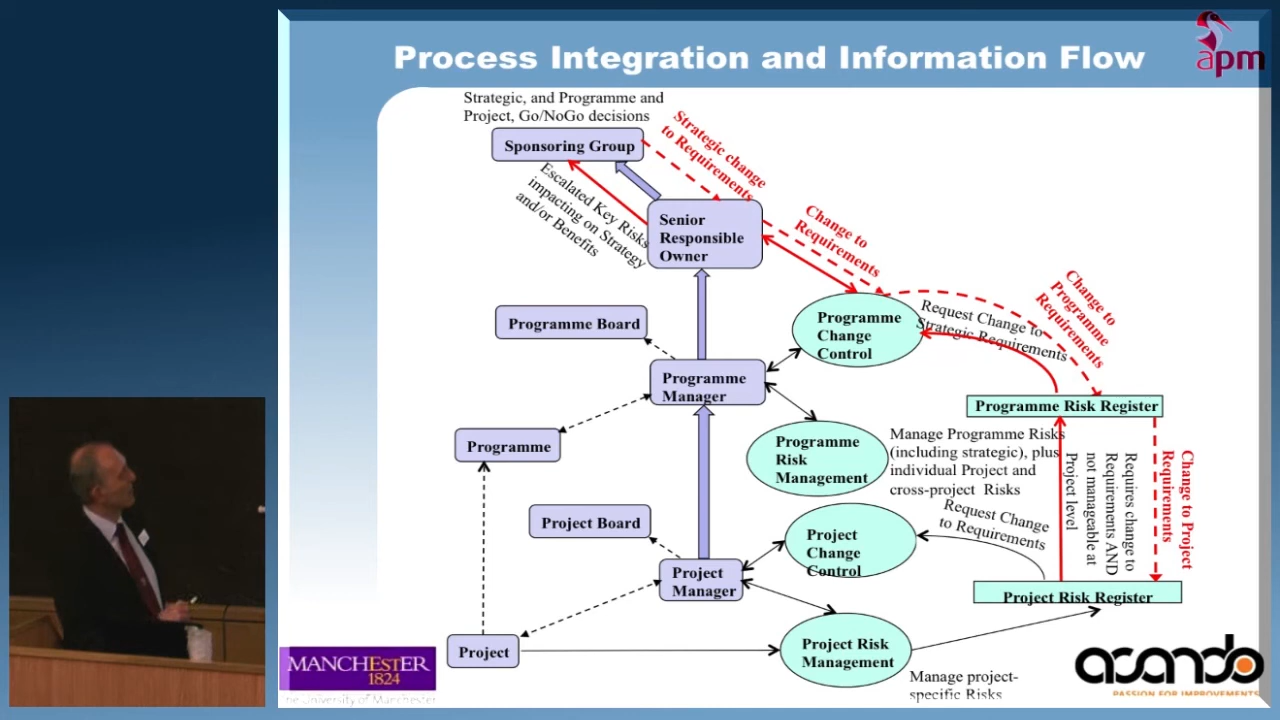 Process Integration and Information Flow
apm
Strategic, and Programme and
Project, Go/NoGo decisions
Sponsoring Group
Strategic change
to Requirements
Escalated Key Risks
impacting on Strategy
and/or Benefits
Senior
Responsible
Owner
Change to
Requirements
Change to
Programme
Requirements
Programme Board
Programme
Change
Control
Request Change to
Strategic Requirements
Programme
Manager
Programme Risk Register
Programme
Programme
Risk
Management
Manage Programme Risks
(including strategic), plus
individual Project and
cross-project Risks
Requires change to
Requirements AND
not manageable at
Project level
Change to Project
Requirements
Project Board
Project
Change
Control
Request Change
to Requirements
Project
Manager
Project Risk Register
Project
Project Risk
Management
Manage project-
specific Risks
MANCHESTER
1824
The University of Manchester
asando
PASSION FOR IMPROVEMENTS